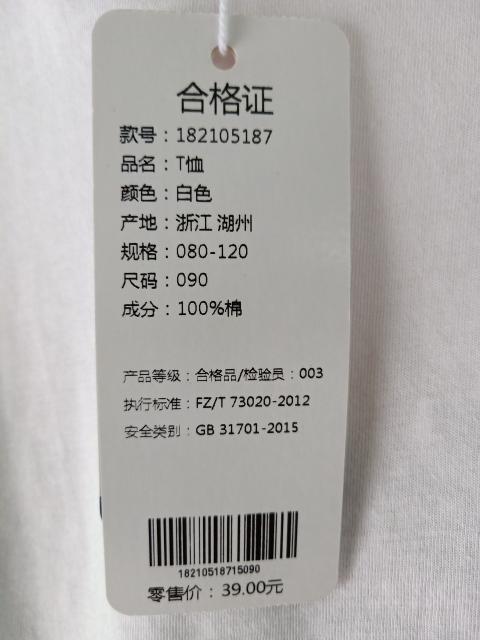 合格证
款号：182105187
品名：T恤
颜色：白色
产地：浙江 湖州
规格：080-120
尺码：090
成分：100%棉
产品等级：合格品/检验员：003
执行标准：FZ/T 73020-2012
安全类别：GB 31701-2015
18210518715090
零售价：39.00元